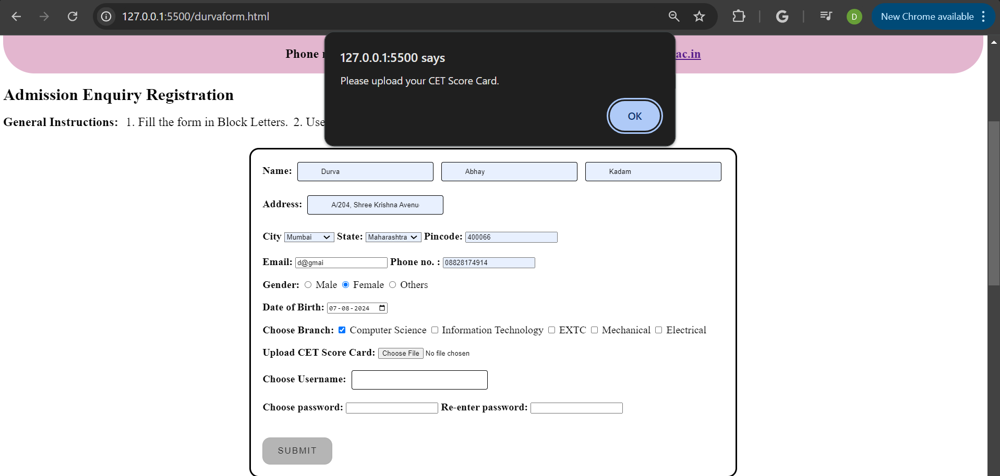 127.0.0.1:5500/durvaform.html
D
New Chrome available
127.0.0.1:5500 says
Please upload your CET Score Card.
OK
Phone ac.in
Admission Enquiry Registration
General Instructions: 1. Fill the form in Block Letters. 2. Use
Name: Durva Abhay Kadam
Address: A/204, Shree Krishna
City Mumbai State: Maharashtra Pincode: 400066
Email: d@gmai Phone no. : 08828174914
Gender: Male Female Others
Date of Birth: 07-08-2024
Choose Branch: Computer Science Information Technology EXTC Mechanical Electrical
Upload CET Score Card: Choose File No file chosen
Choose Username:
Choose password: Re-enter password:
SUBMIT